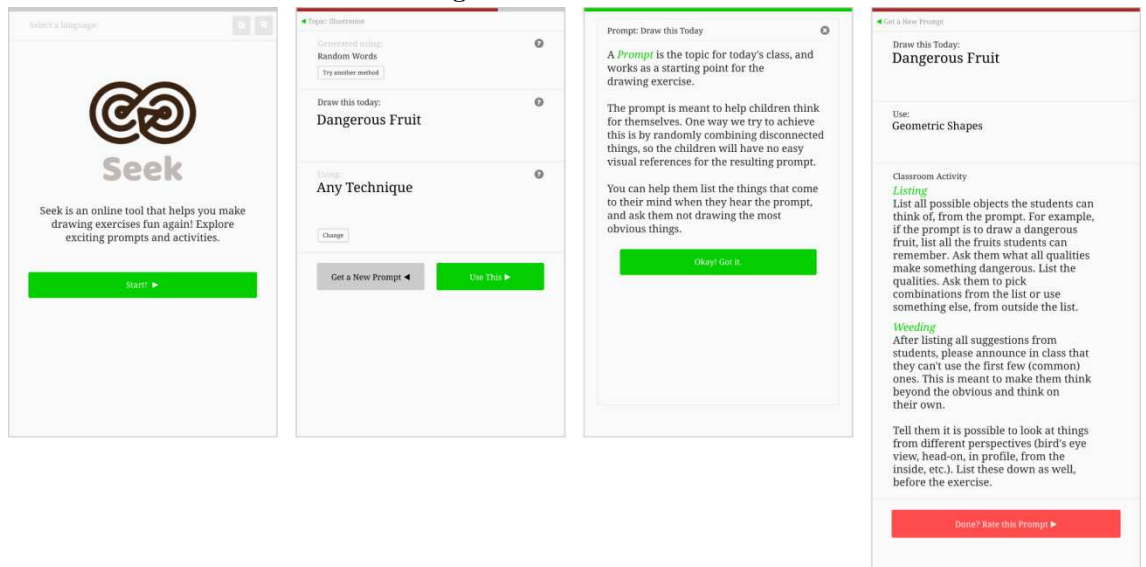 Select a language:
Seek
Seek is an online tool that helps you make
drawing exercises fun again! Explore
exciting prompts and activities.
Start! ▶
◀ Topic Illustration
Generated using:
Random Words
Try another method
Draw this today:
Dangerous Fruit
Using:
Any Technique
Change
Get a New Prompt ◀
Use This ▶
Prompt: Draw this Today
A Prompt is the topic for today's class, and
works as a starting point for the
drawing exercise.
The prompt is meant to help children think
for themselves. One way we try to achieve
this is by randomly combining disconnected
things, so the children will have no easy
visual references for the resulting prompt.
You can help them list the things that come
to their mind when they hear the prompt,
and ask them not drawing the most
obvious things.
Okay! Got it.
◀ Get a New Prompt
Draw this Today:
Dangerous Fruit
Use:
Geometric Shapes
Classroom Activity
Listing
List all possible objects the students can
think of, from the prompt. For example,
if the prompt is to draw a dangerous
fruit, list all the fruits students can
remember. Ask them what all qualities
make something dangerous. List the
qualities. Ask them to pick
combinations from the list or use
something else, from outside the list.
Weeding
After listing all suggestions from
students, please announce in class that
they can't use the first few (common)
ones. This is meant to make them think
beyond the obvious and think on
their own.
Tell them it is possible to look at things
from different perspectives (bird's eye
view, head-on, in profile, from the
inside, etc.). List these down as well,
before the exercise.
Done? Rate this Prompt ▶